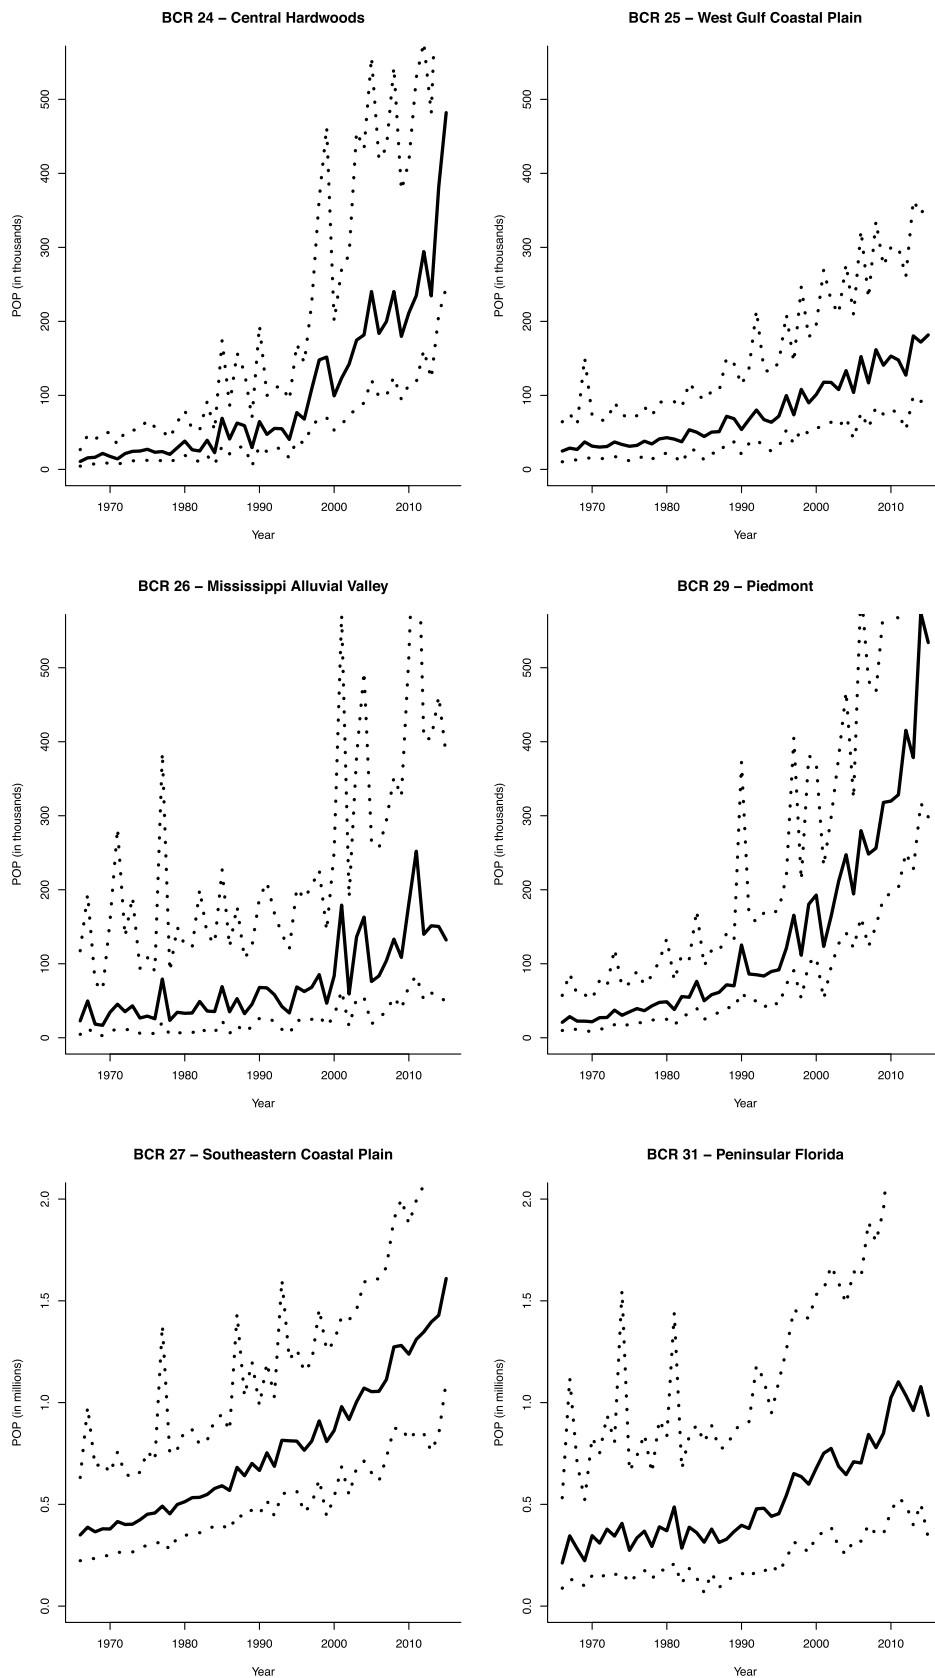 BCR 24 – Central Hardwoods
POP (in thousands)
500
400
300
200
100
0
1970 1980 1990 2000 2010
Year
BCR 25 – West Gulf Coastal Plain
POP (in thousands)
500
400
300
200
100
0
1970 1980 1990 2000 2010
Year
BCR 26 – Mississippi Alluvial Valley
POP (in thousands)
500
400
300
200
100
0
1970 1980 1990 2000 2010
Year
BCR 29 – Piedmont
POP (in thousands)
500
400
300
200
100
0
1970 1980 1990 2000 2010
Year
BCR 27 – Southeastern Coastal Plain
POP (in millions)
2.0
1.5
1.0
0.5
0.0
1970 1980 1990 2000 2010
Year
BCR 31 – Peninsular Florida
POP (in millions)
2.0
1.5
1.0
0.5
0.0
1970 1980 1990 2000 2010
Year